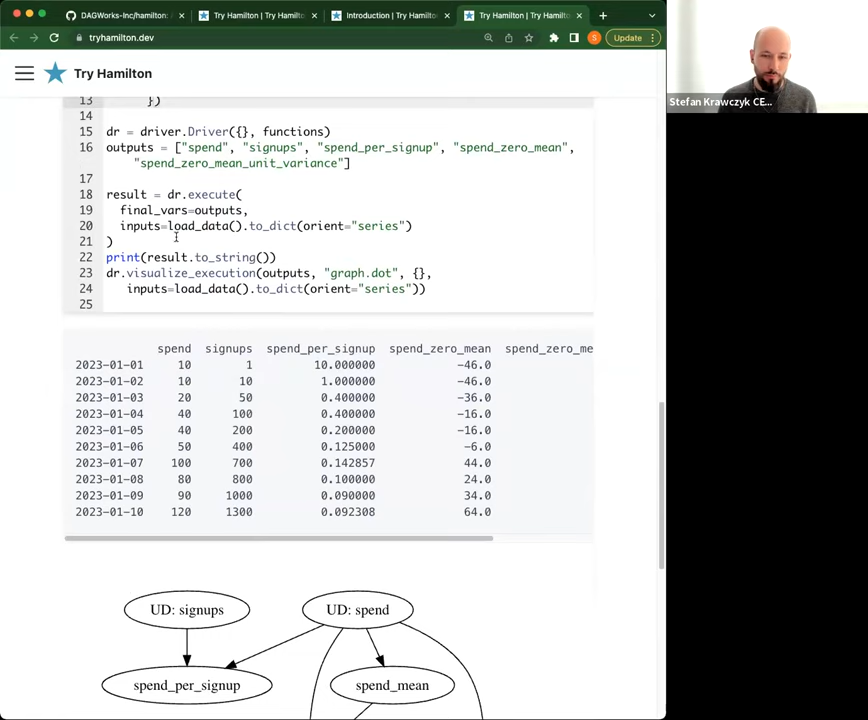 DAGWorks-Inc/hamilton:
Try Hamilton | Try Hamilto
Introduction | Try Hamilto
Try Hamilton | Try Hamilto
tryhamilton.dev
S
Update
Try Hamilton
Stefan Krawczyk CE...
13 })
14
15 dr = driver.Driver({}, functions)
16 outputs = ["spend", "signups", "spend_per_signup", "spend_zero_mean",
"spend_zero_mean_unit_variance"]
17
18 result = dr.execute(
19 final_vars=outputs,
20 inputs=load_data().to_dict(orient="series")
21 )
22 print(result.to_string())
23 dr.visualize_execution(outputs, "graph.dot", {},
24 inputs=load_data().to_dict(orient="series"))
25
spend signups spend_per_signup spend_zero_mean spend_zero_me
2023-01-01 10 1 10.000000 -46.0
2023-01-02 10 10 1.000000 -46.0
2023-01-03 20 50 0.400000 -36.0
2023-01-04 40 100 0.400000 -16.0
2023-01-05 40 200 0.200000 -16.0
2023-01-06 50 400 0.125000 -6.0
2023-01-07 100 700 0.142857 44.0
2023-01-08 80 800 0.100000 24.0
2023-01-09 90 1000 0.090000 34.0
2023-01-10 120 1300 0.092308 64.0
UD: signups
UD: spend
spend_per_signup
spend_mean